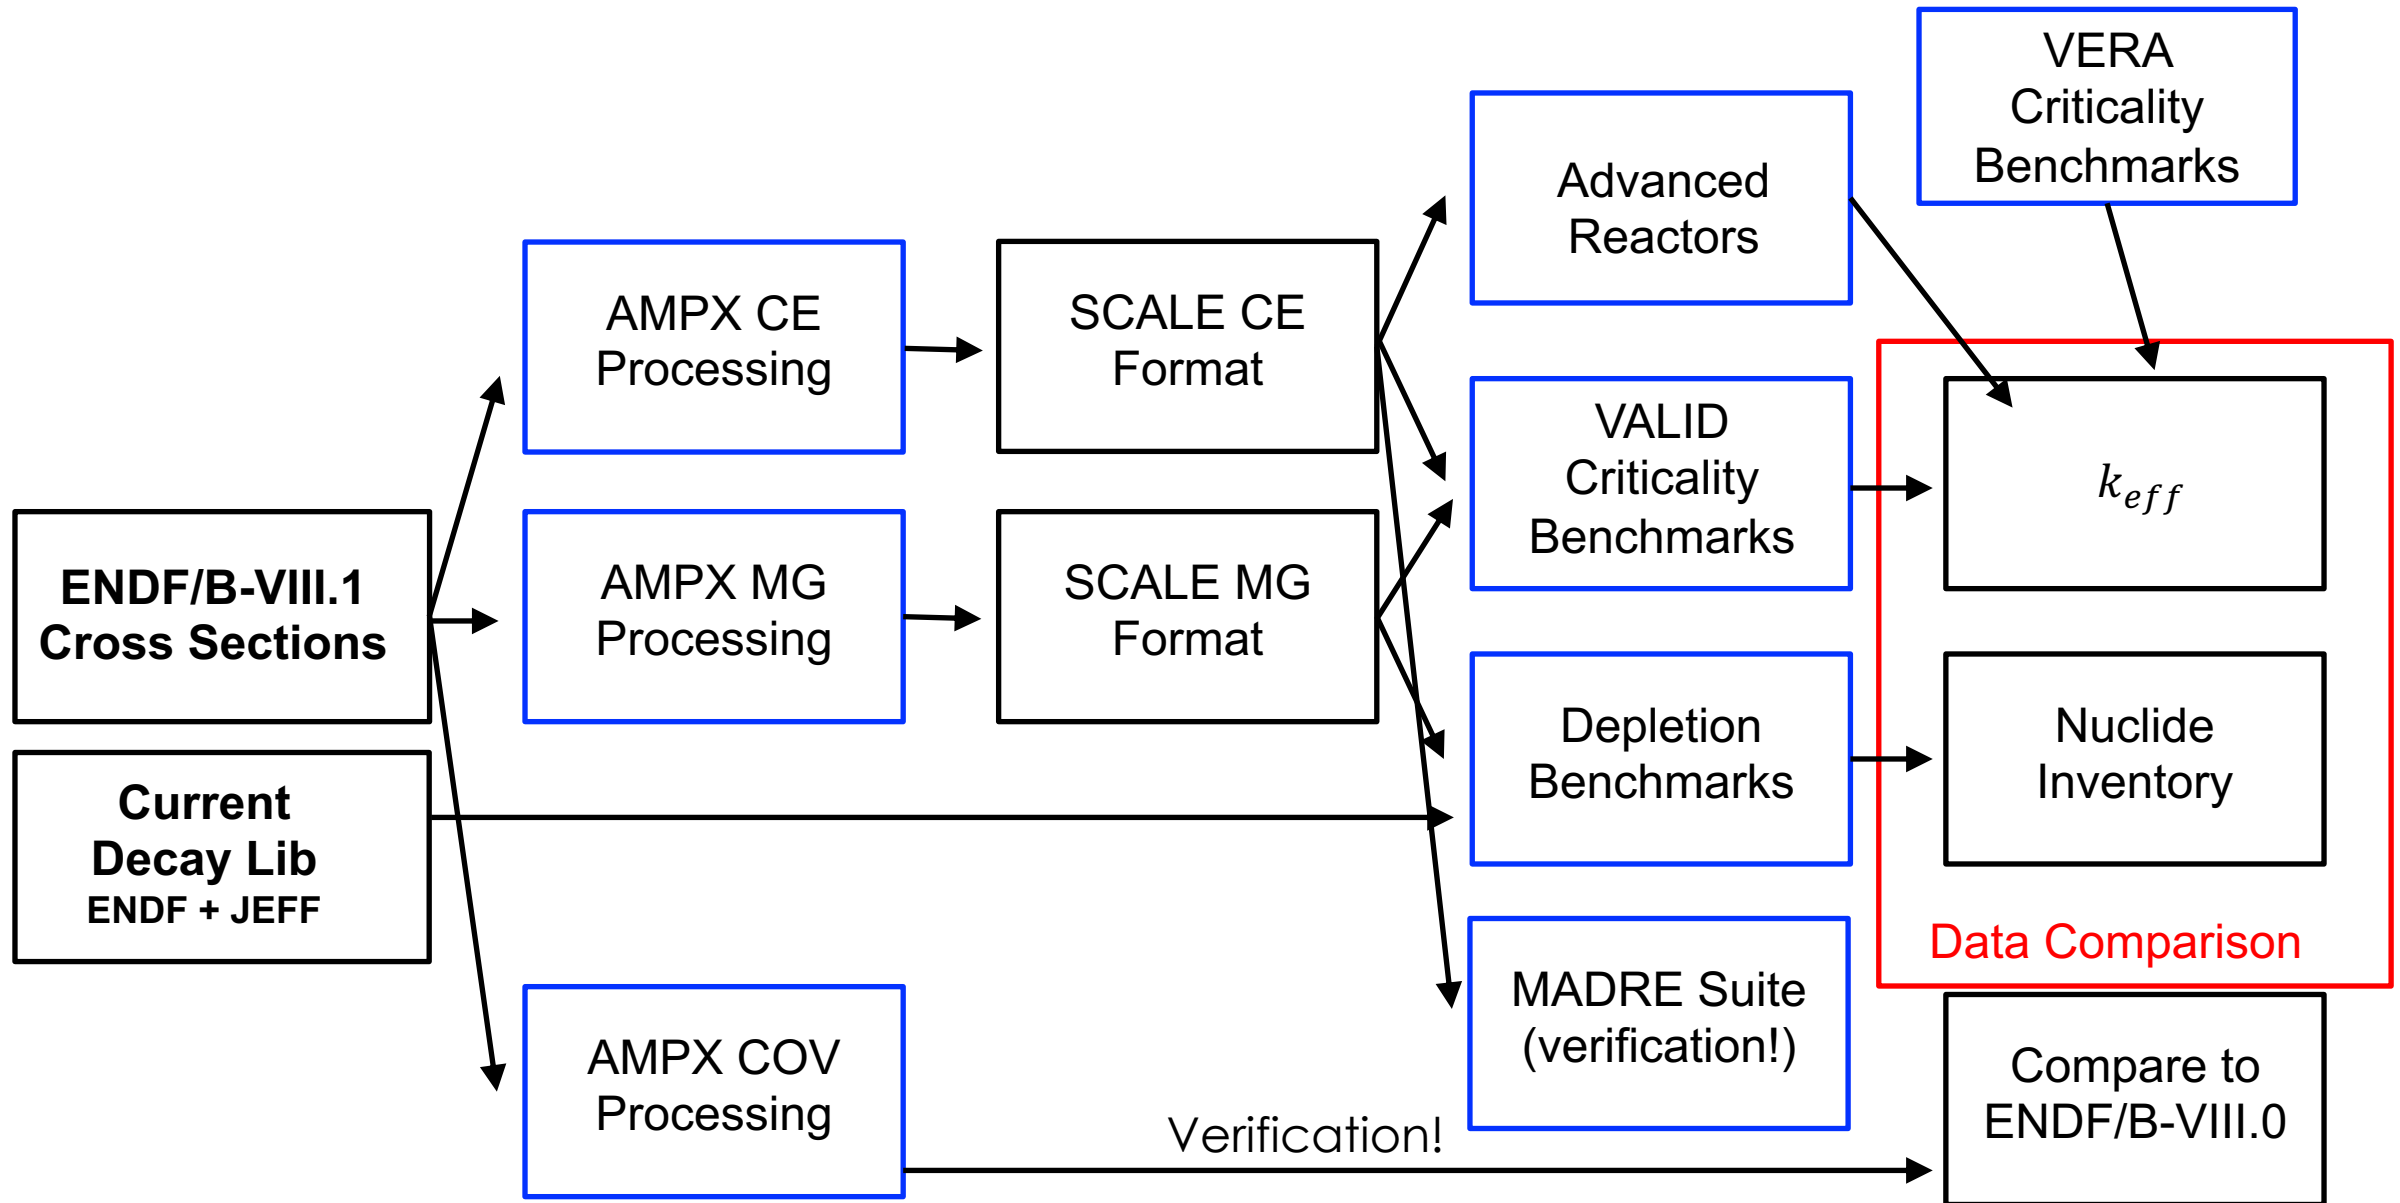 VERA
Criticality
Benchmarks
Advanced
Reactors
AMPX CE
Processing
SCALE CE
Format
VALID
Criticality
Benchmarks
k_eff
ENDF/B-VIII.1
Cross Sections
AMPX MG
Processing
SCALE MG
Format
Depletion
Benchmarks
Nuclide
Inventory
Current
Decay Lib
ENDF + JEFF
Data Comparison
MADRE Suite
(verification!)
AMPX COV
Processing
Verification!
Compare to
ENDF/B-VIII.0